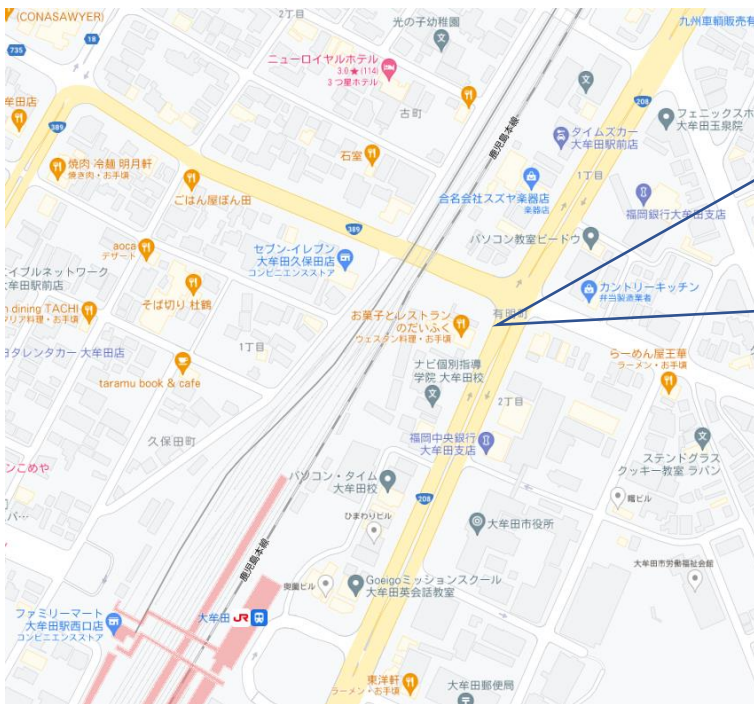 (CONASAWYER)
2丁目
光の子幼稚園
九州車輌販売有
18
735
ニューロイヤルホテル
3.0★(114)
3つ星ホテル
208
牟田店
古町
フェニックスホ
大牟田玉泉院
タイムズカー
大牟田駅前店
鹿児島本線
389
石室
焼肉 冷麺 明月軒
焼き肉・お手頃
1丁目
合名会社スズヤ楽器店
楽器店
福岡銀行大牟田支店
ごはん屋ぽん田
389
パソコン教室ビードウ
aoca
デザート
セブン-イレブン
大牟田久保田店
コンビニエンスストア
イブルネットワーク
牟田駅前店
カントリーキッチン
弁当製造業者
そば切り 杜鶴
お菓子とレストラン
のだいふく
ウェスタン料理・お手頃
有明町
n dining TACHI
リア料理・お手頃
1丁目
ヨタレンタカー 大牟田店
らーめん屋王華
ラーメン・お手頃
ナビ個別指導
学院 大牟田校
taramu book & cafe
2丁目
久保田町
福岡中央銀行
大牟田支店
ステンドグラス
クッキー教室 ラパン
ンこめや
パソコン・タイム
大牟田校
208
ビル
ひまわりビル
大牟田市役所
鹿児島本線
大牟田市労働福祉会館
Goeigoミッションスクール
大牟田英会話教室
ビル
ファミリーマート
大牟田駅西口店
コンビニエンスストア
大牟田 JR
東洋軒
ラーメン・お手頃
大牟田郵便局